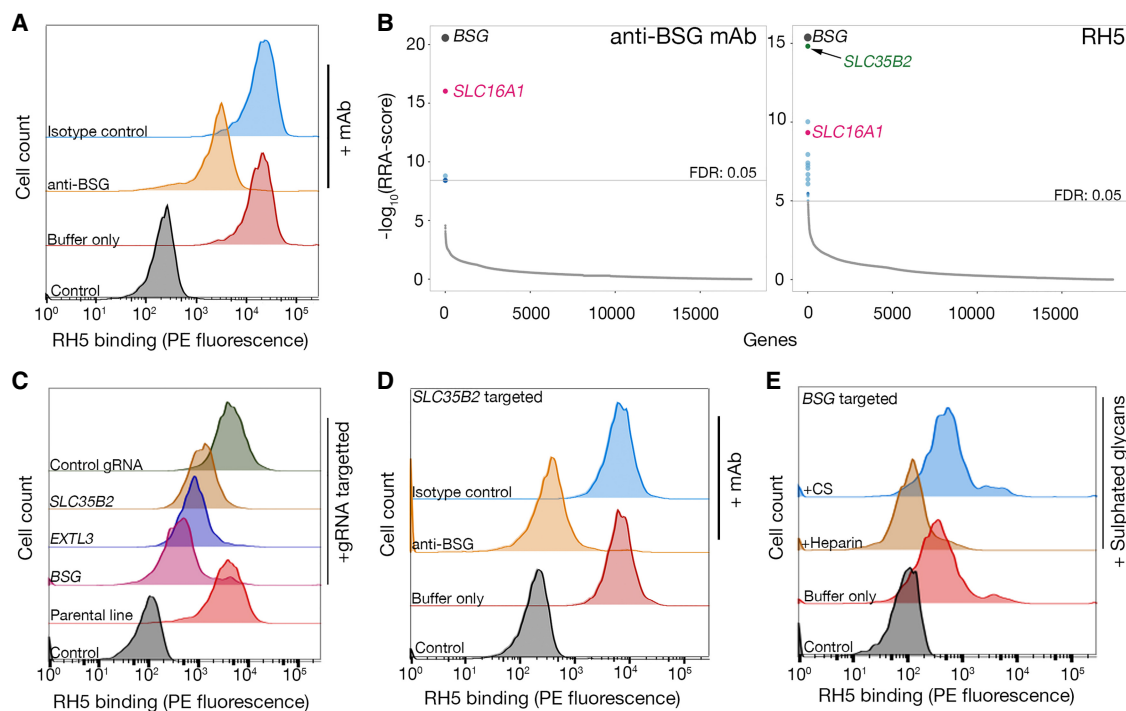 A
Isotype control
anti-BSG
Buffer only
Control
Cell count
+ mAb
10⁰ 10¹ 10² 10³ 10⁴ 10⁵
RH5 binding (PE fluorescence)
B
-log₁₀(RRA-score)
20
15
10
5
0
BSG
anti-BSG mAb
SLC16A1
FDR: 0.05
0 5000 10000 15000
15
10
5
0
BSG
RH5
SLC35B2
SLC16A1
FDR: 0.05
0 5000 10000 15000
Genes
C
Cell count
Control gRNA
SLC35B2
EXTL3
BSG
Parental line
Control
+gRNA targetted
10⁰ 10¹ 10² 10³ 10⁴ 10⁵
RH5 binding (PE fluorescence)
D
SLC35B2 targeted
Cell count
Isotype control
anti-BSG
Buffer only
Control
+ mAb
10⁰ 10¹ 10² 10³ 10⁴ 10⁵
RH5 binding (PE fluorescence)
E
BSG targeted
Cell count
+CS
+Heparin
Buffer only
Control
+ Sulphated glycans
10⁰ 10¹ 10² 10³ 10⁴ 10⁵
RH5 binding (PE fluorescence)